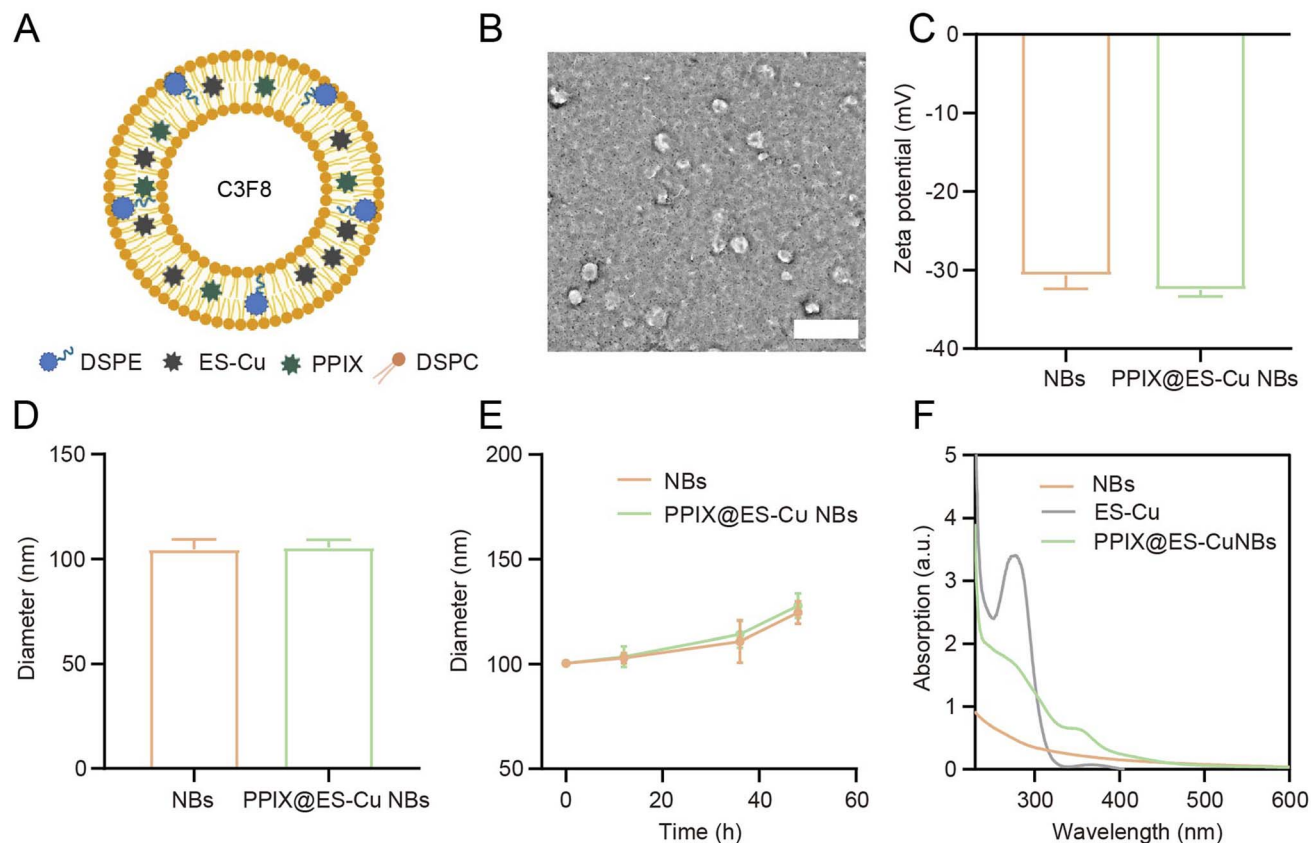 A
C3F8
DSPE
ES-Cu
PPIX
DSPC
B
C
Zeta potential (mV)
0
-10
-20
-30
-40
NBs
PPIX@ES-Cu NBs
D
Diameter (nm)
150
100
50
0
NBs
PPIX@ES-Cu NBs
E
Diameter (nm)
200
150
100
50
NBs
PPIX@ES-Cu NBs
0
20
40
60
Time (h)
F
Absorption (a.u.)
5
4
3
2
1
0
NBs
ES-Cu
PPIX@ES-CuNBs
300
400
500
600
Wavelength (nm)